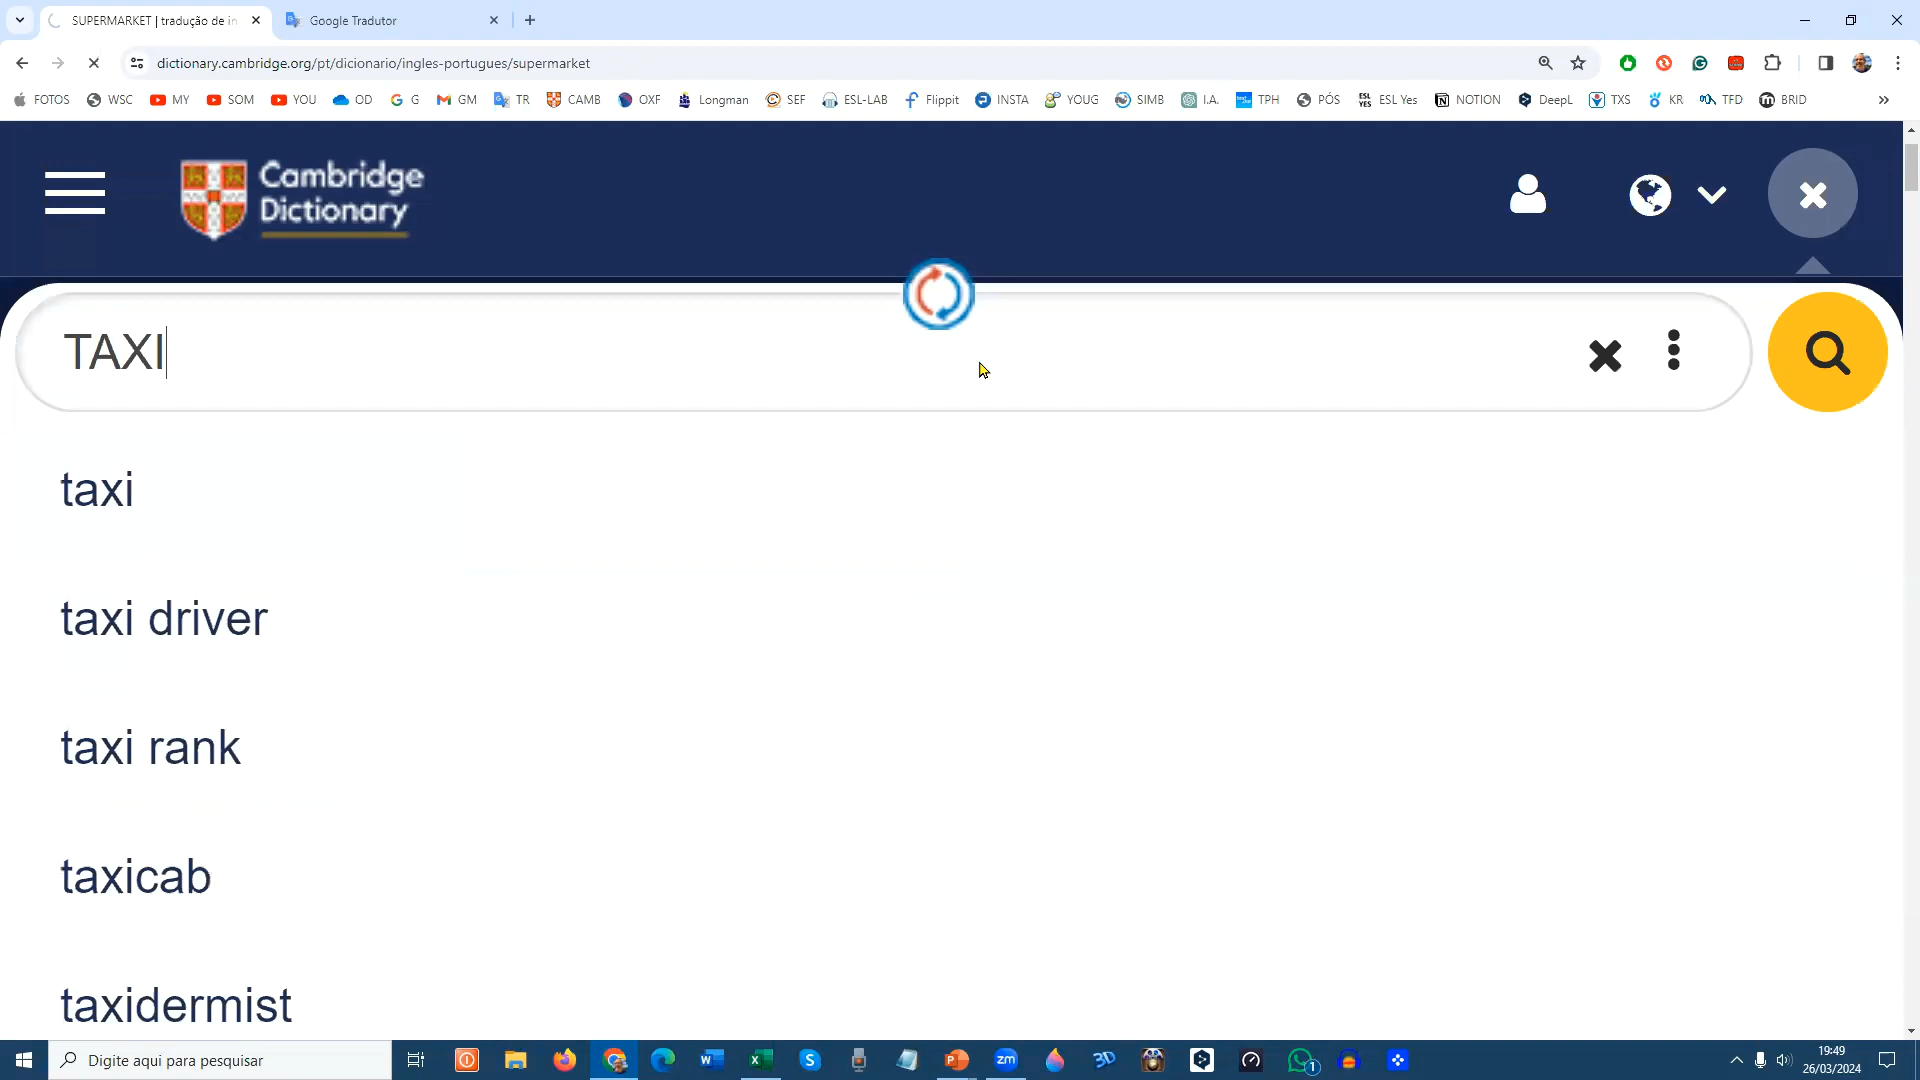 SUPERMARKET | tradução de in
Google Tradutor
dictionary.cambridge.org/pt/dicionario/ingles-portugues/supermarket
FOTOS WSC MY SOM YOU OD G GM TR CAMB OXF Longman SEF ESL-LAB Flippit INSTA YOUG SIMB I.A. TPH PÓS ESL Yes NOTION DeepL TXS KR TFD BRID
Cambridge
Dictionary
TAXI
taxi
taxi driver
taxi rank
taxicab
taxidermist
Digite aqui para pesquisar
zm
3D
1
19:49
26/03/2024